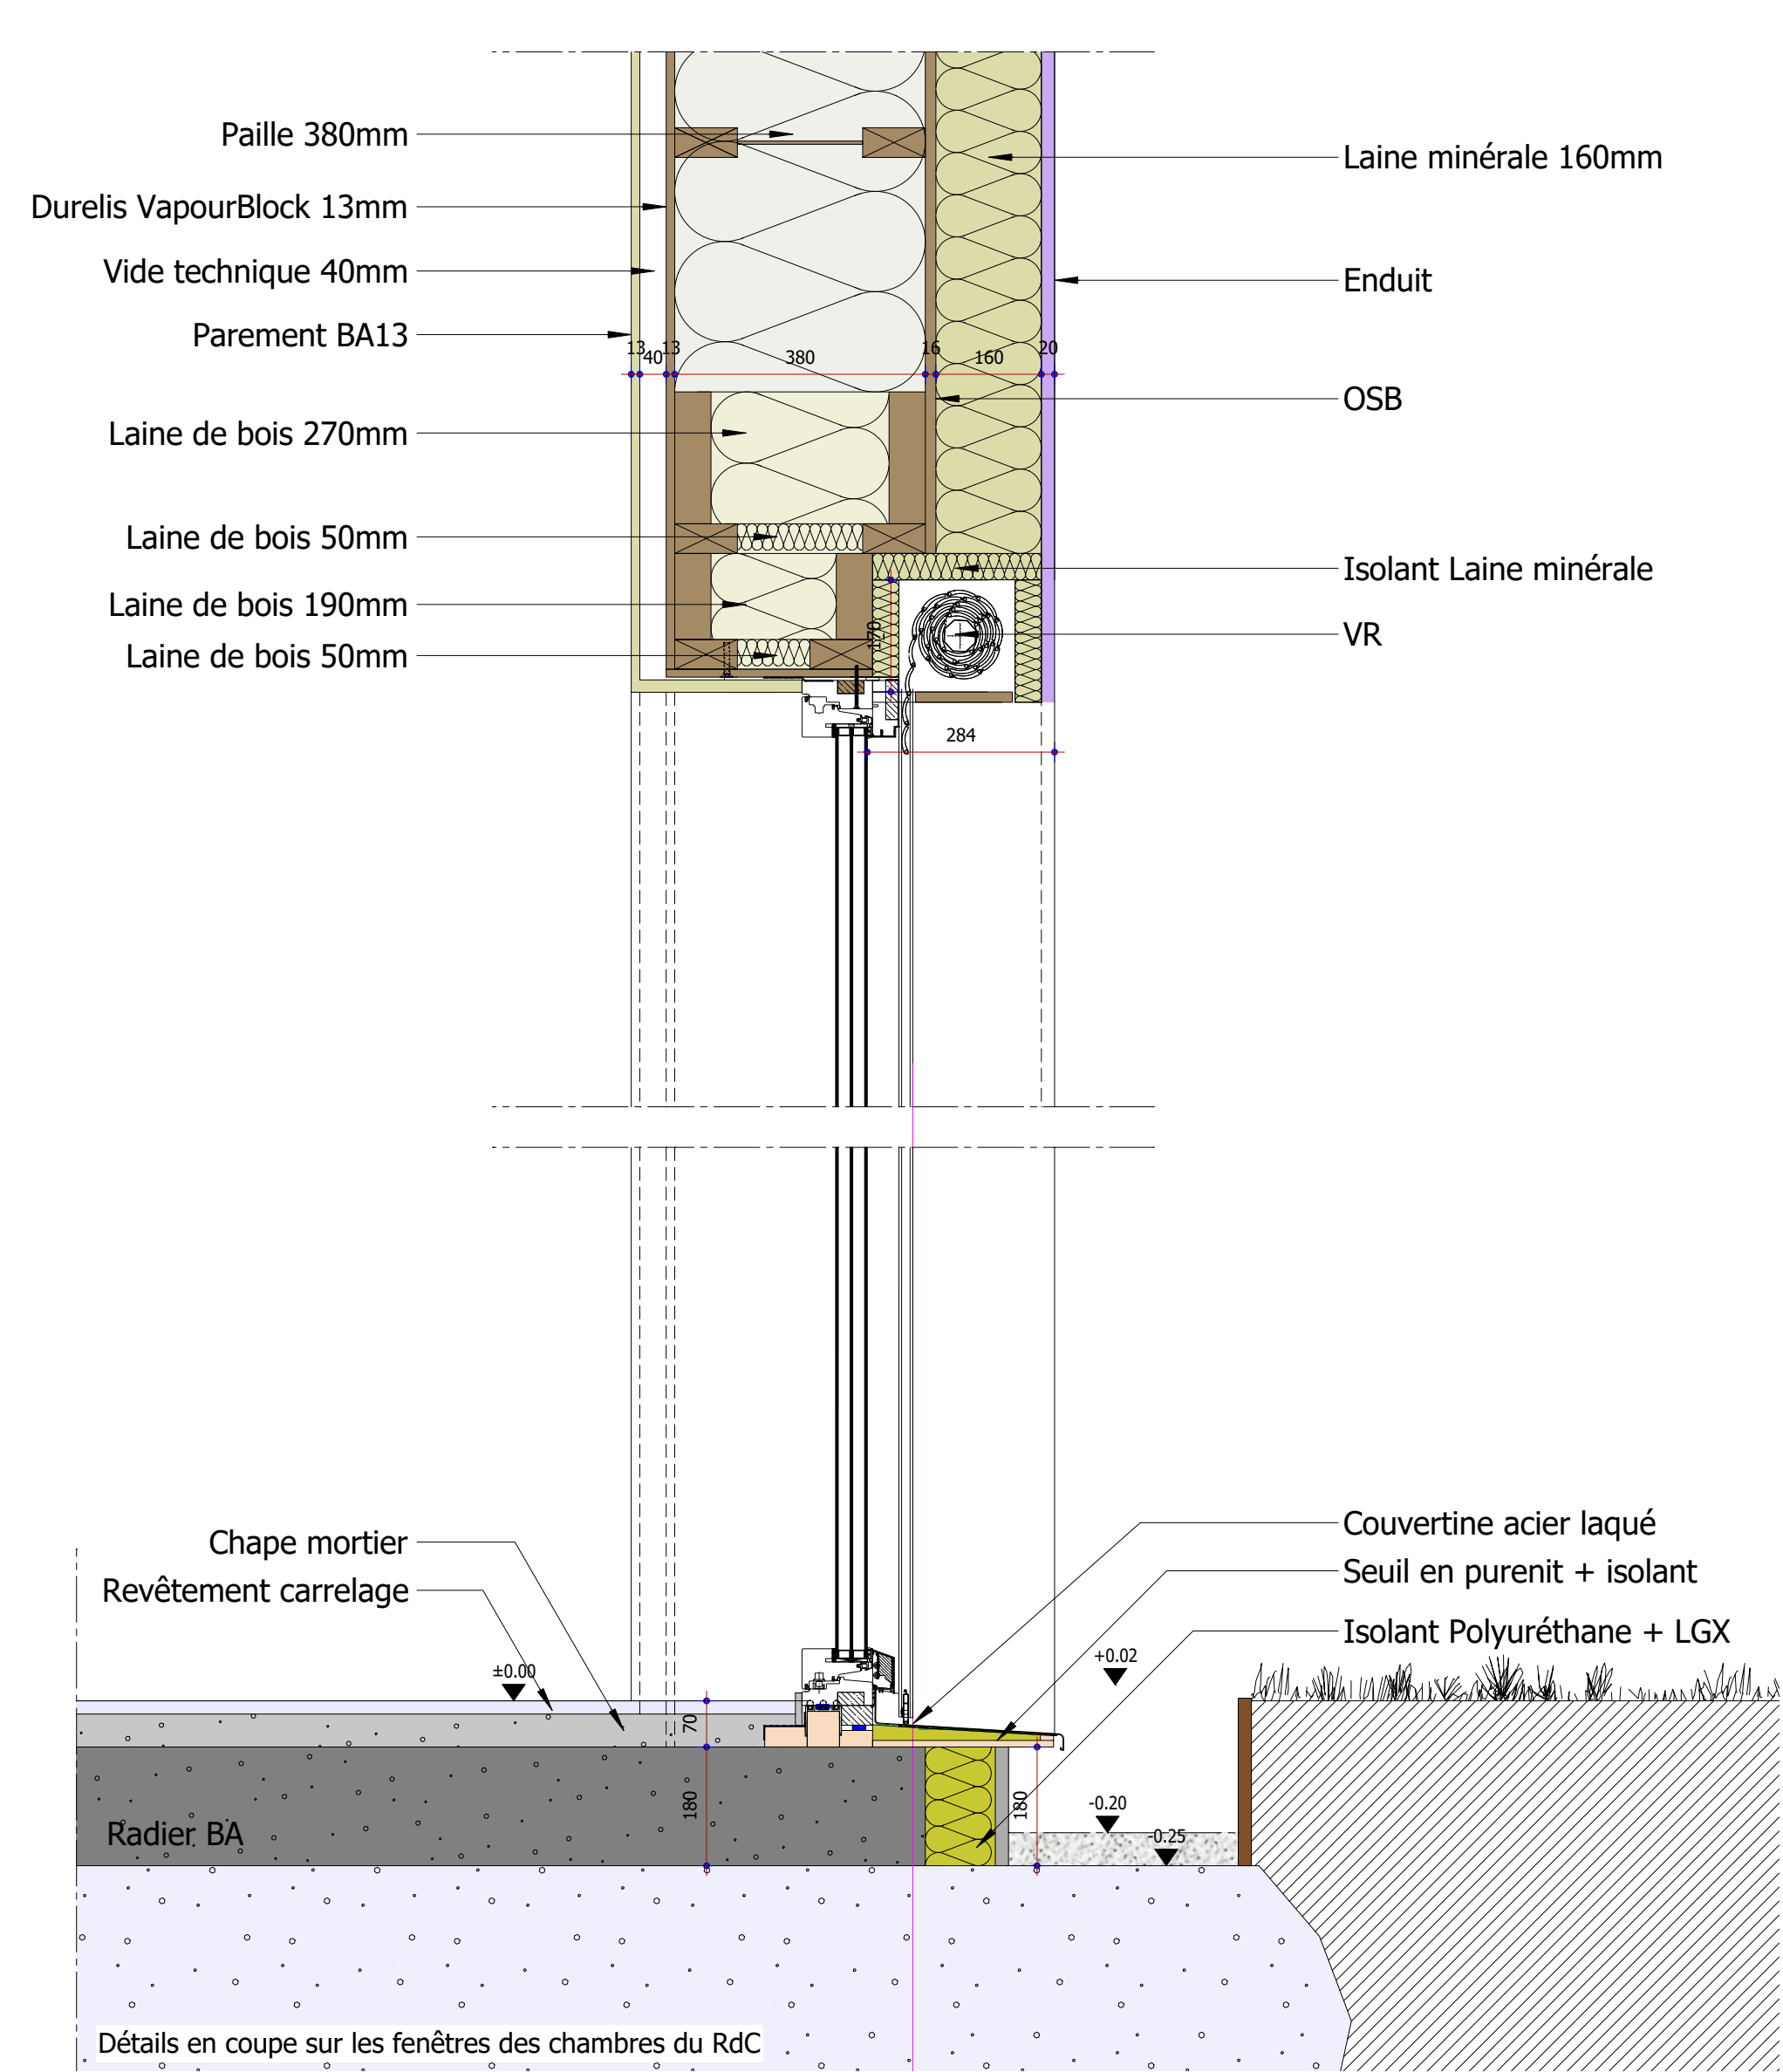 Paille 380mm
Durelis VapourBlock 13mm
Vide technique 40mm
Parement BA13
Laine minérale 160mm
Enduit
13
40
13
380
16
160
20
OSB
Laine de bois 270mm
Laine de bois 50mm
Laine de bois 190mm
Laine de bois 50mm
Isolant Laine minérale
VR
170
284
Chape mortier
Revêtement carrelage
Couvertine acier laqué
Seuil en purenit + isolant
Isolant Polyuréthane + LGX
±0.00
+0.02
70
180
180
-0.20
-0.25
Radier BA
Détails en coupe sur les fenêtres des chambres du RdC